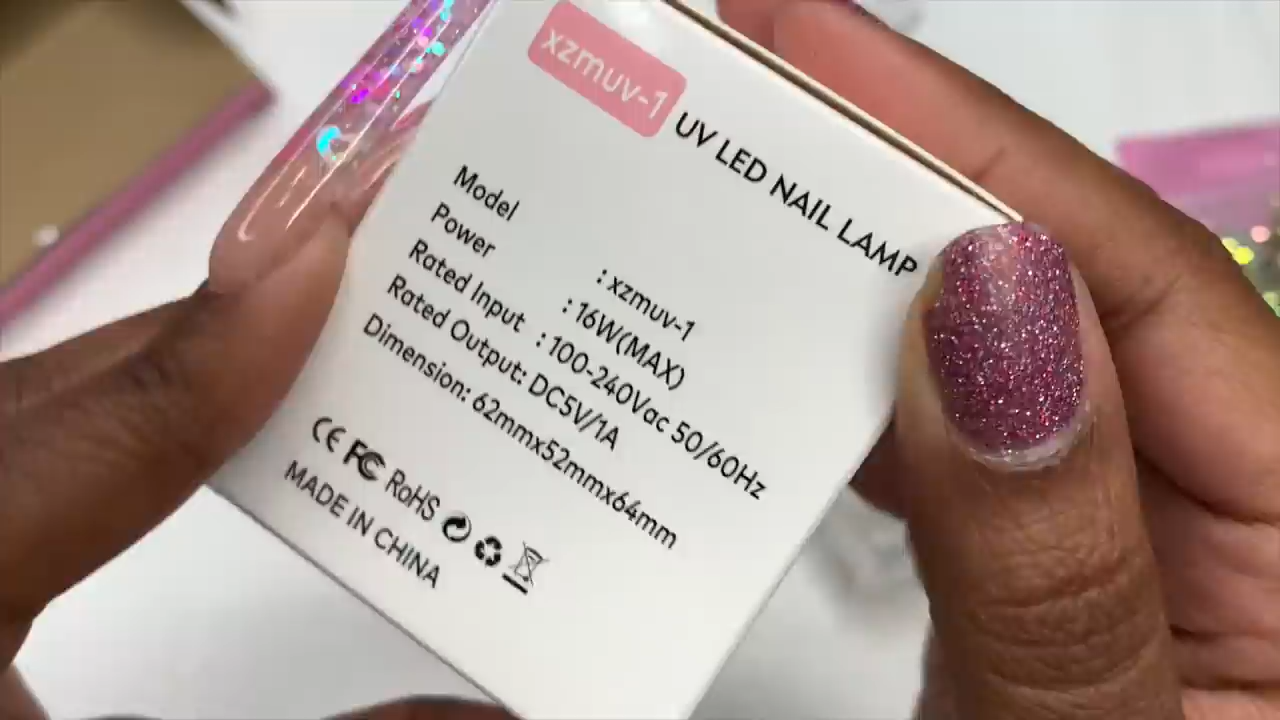 xzmuv-1 UV LED NAIL LAMP
Model : xzmuv-1
Power : 16W(MAX)
Rated Input : 100-240Vac 50/60Hz
Rated Output: DC5V/1A
Dimension: 62mmx52mmx64mm
CE FC RoHS
MADE IN CHINA